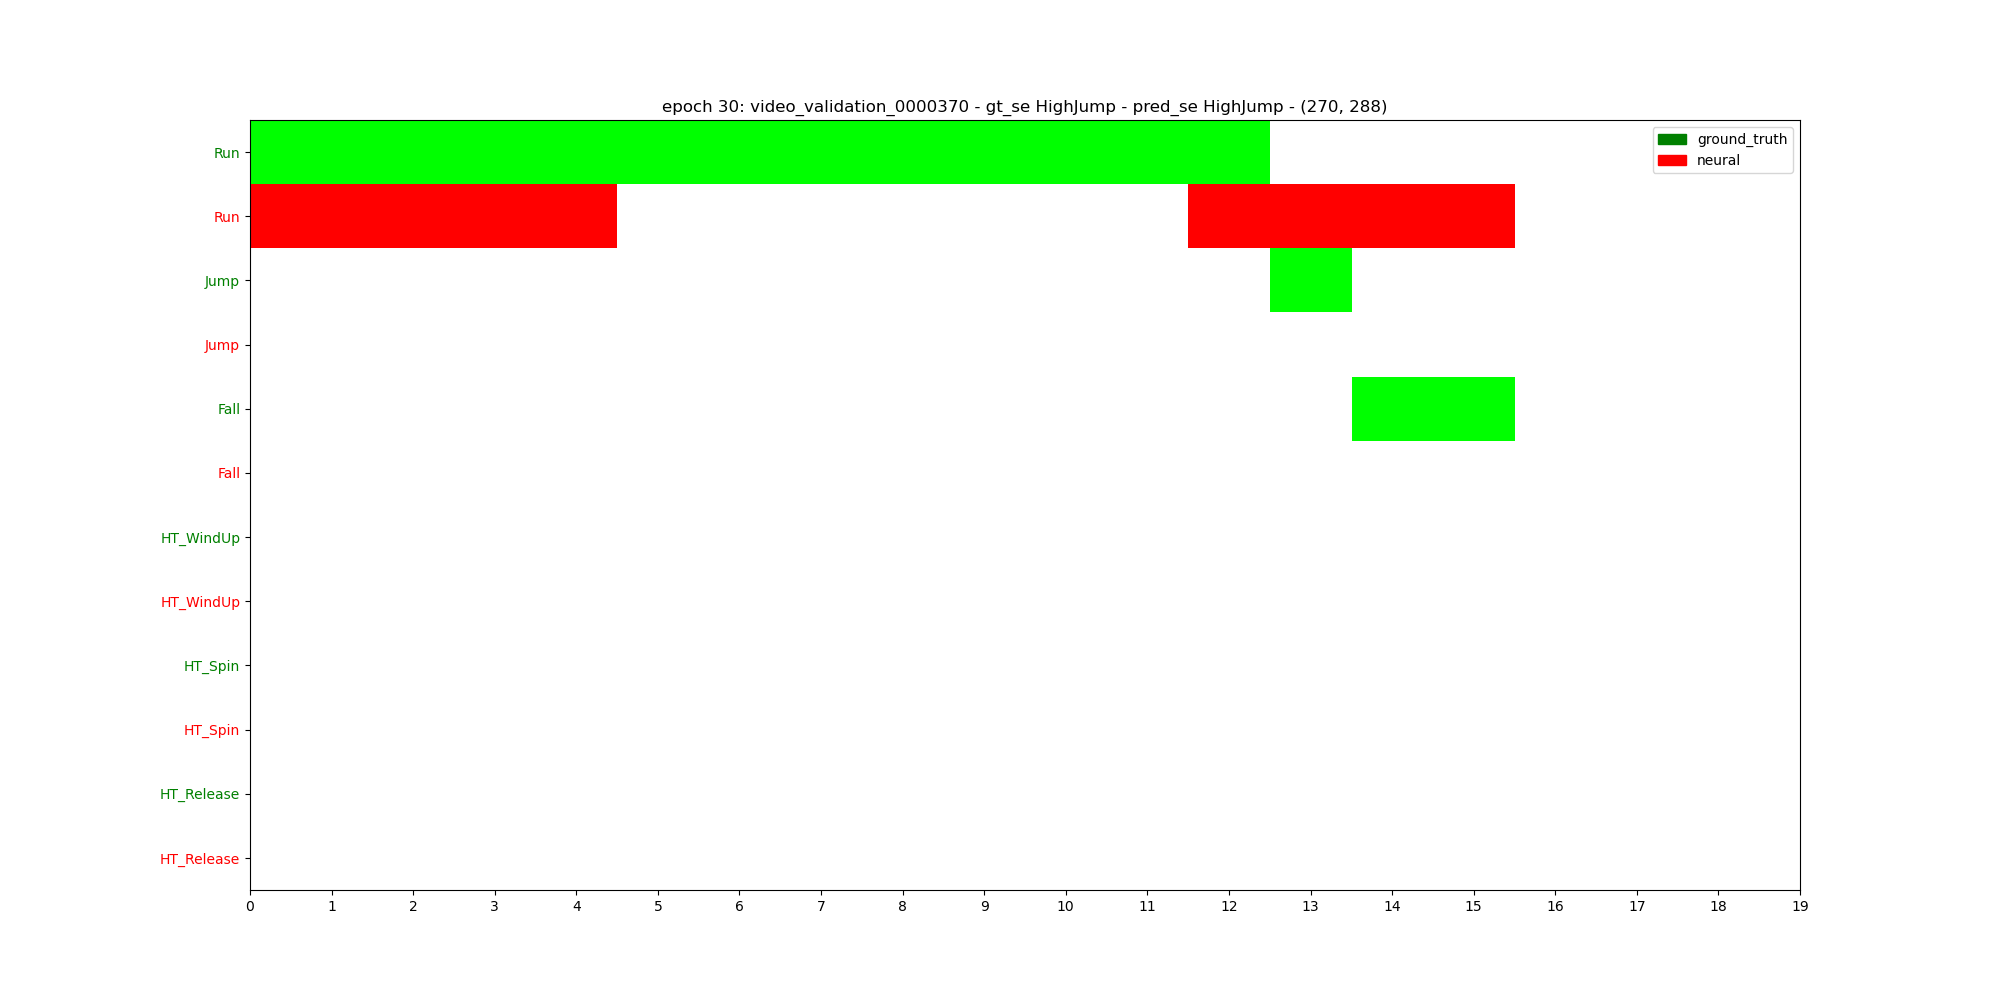 epoch 30: video_validation_0000370 - gt_se HighJump - pred_se HighJump - (270, 288)
ground_truth
neural
Run
Run
Jump
Jump
Fall
Fall
HT_WindUp
HT_WindUp
HT_Spin
HT_Spin
HT_Release
HT_Release
0 1 2 3 4 5 6 7 8 9 10 11 12 13 14 15 16 17 18 19